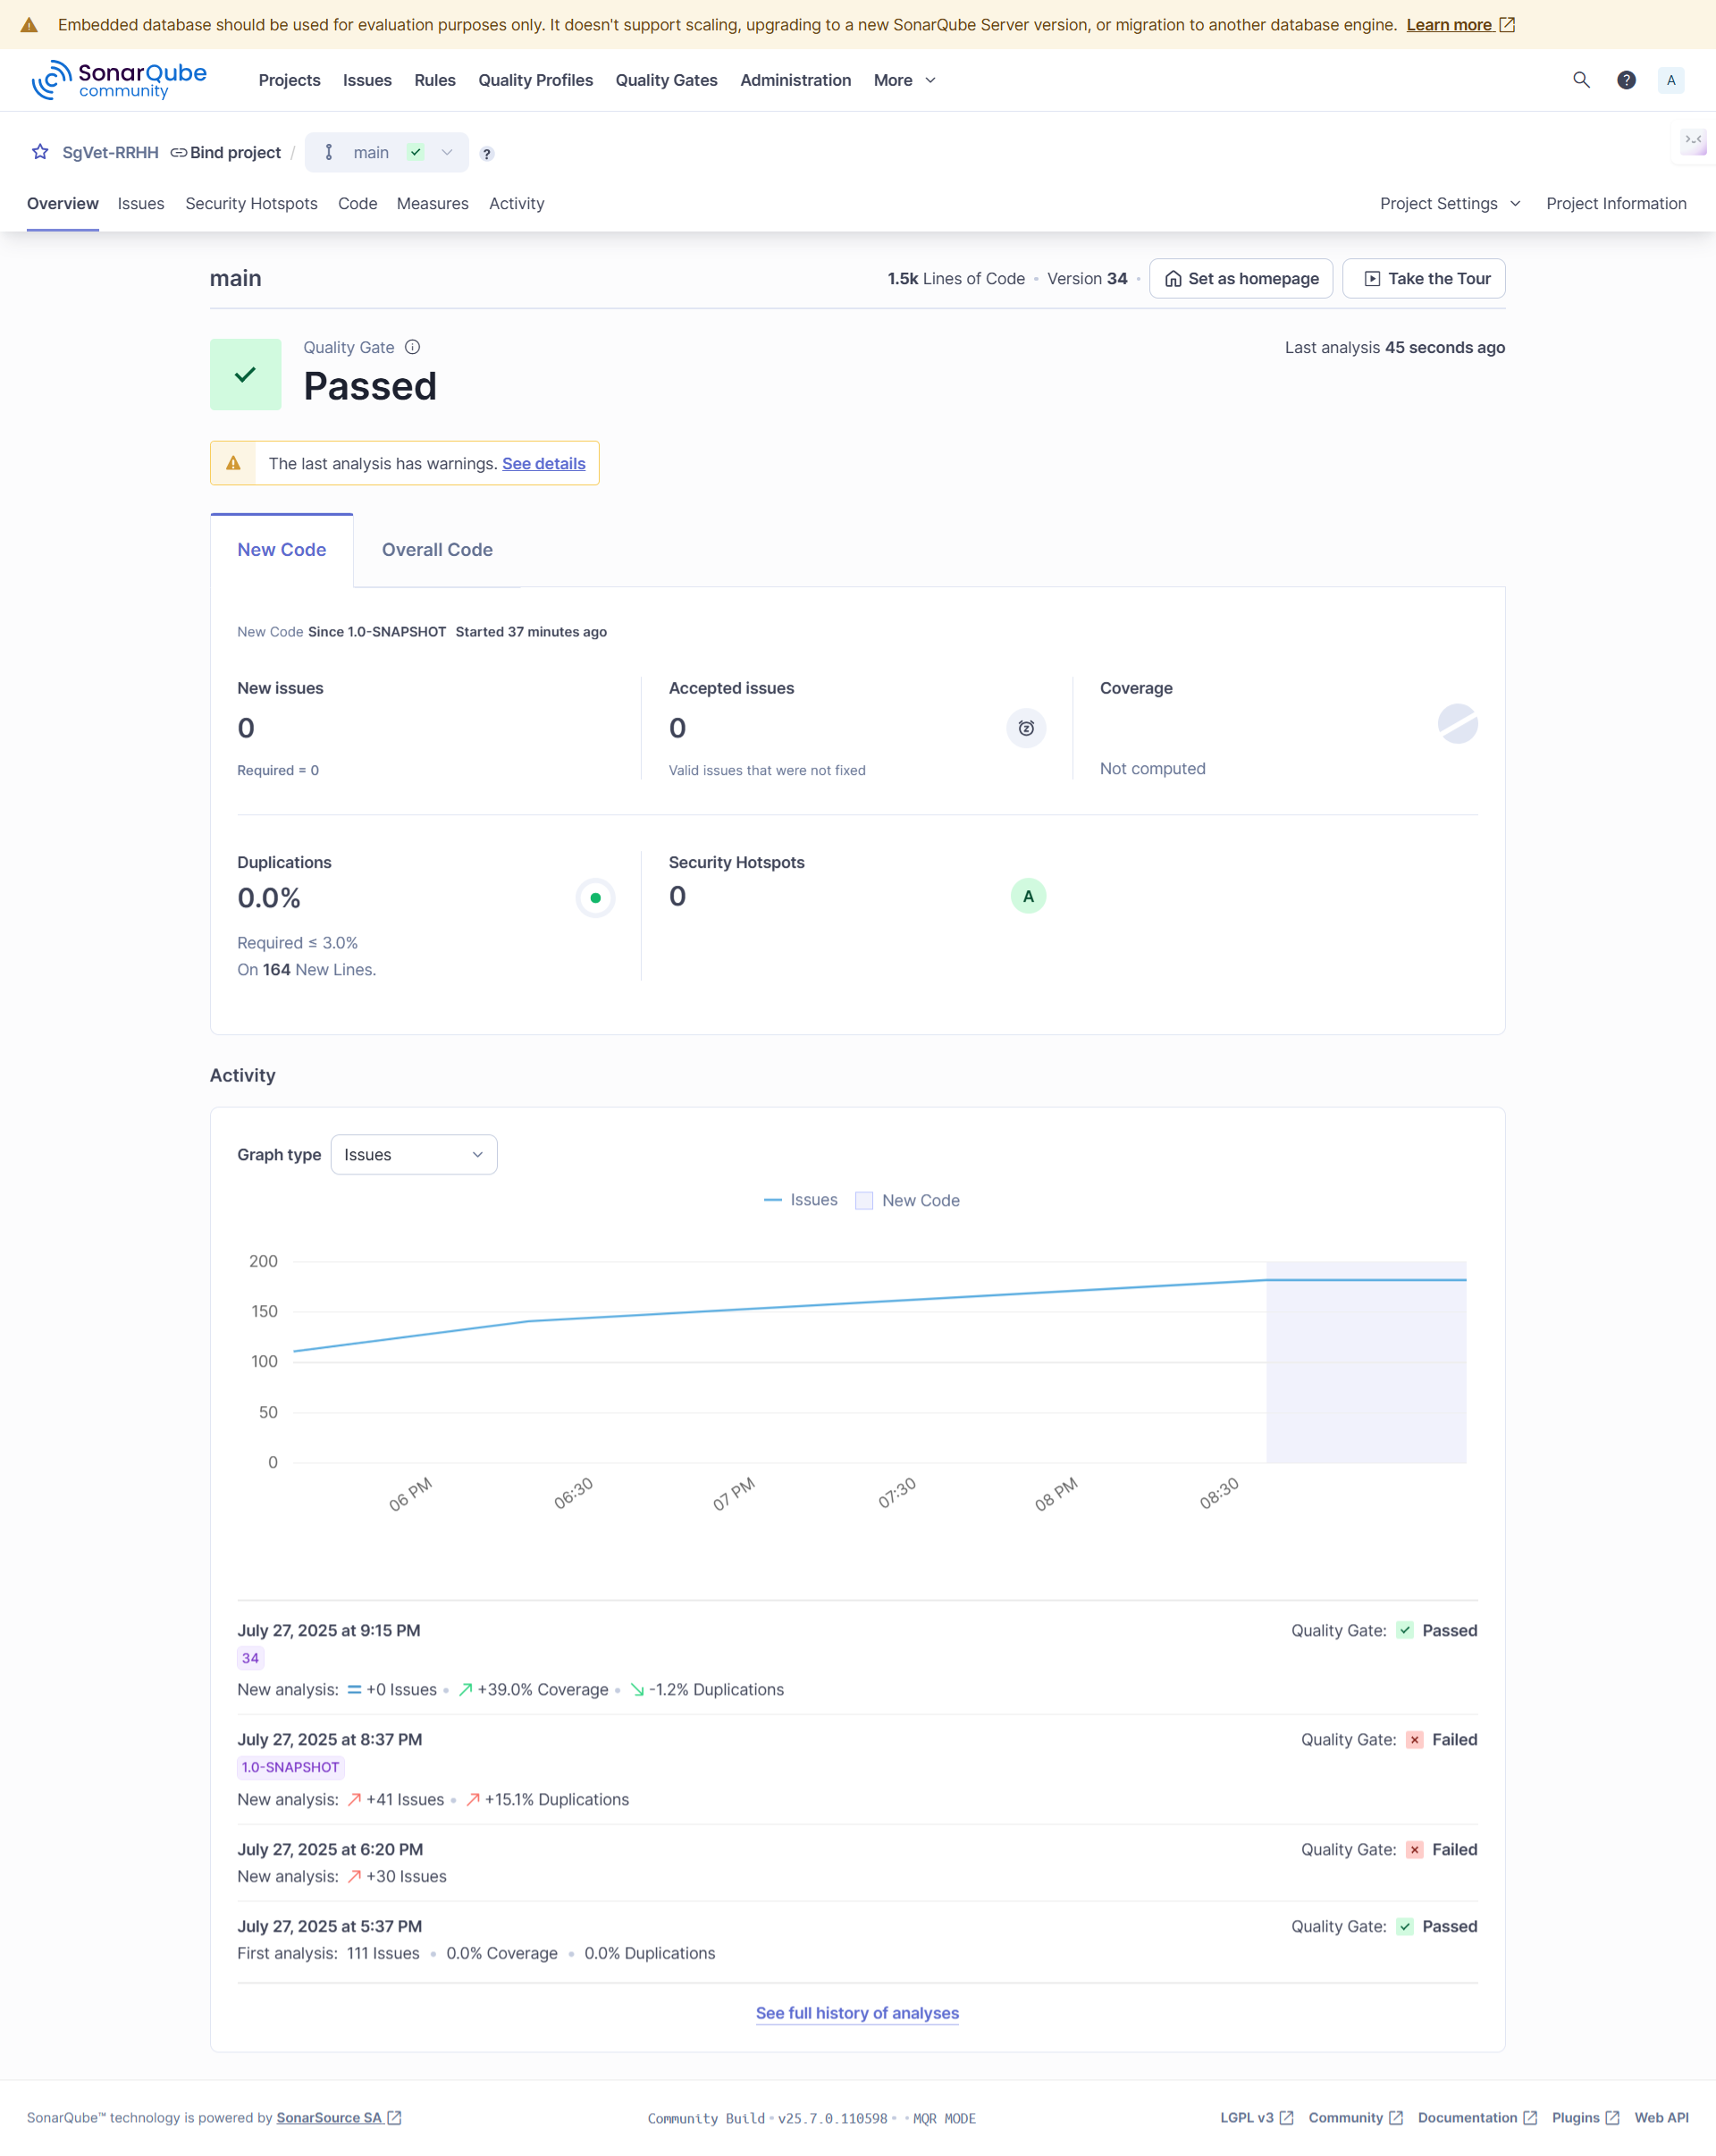 Embedded database should be used for evaluation purposes only. It doesn't support scaling, upgrading to a new SonarQube Server version, or migration to another database engine. Learn more
SonarQube community Projects Issues Rules Quality Profiles Quality Gates Administration More ? A
SgVet-RRHH Bind project / main ?
Overview Issues Security Hotspots Code Measures Activity Project Settings Project Information
main 1.5k Lines of Code • Version 34 • Set as homepage Take the Tour
Quality Gate Last analysis 45 seconds ago
Passed
The last analysis has warnings. See details
New Code Overall Code
New Code Since 1.0-SNAPSHOT Started 37 minutes ago
New issues Accepted issues Coverage
0 0
Required = 0 Valid issues that were not fixed Not computed
Duplications Security Hotspots
0.0% 0 A
Required ≤ 3.0%
On 164 New Lines.
Activity
Graph type Issues
Issues New Code
200
150
100
50
0
06 PM 06:30 07 PM 07:30 08 PM 08:30
July 27, 2025 at 9:15 PM Quality Gate: Passed
34
New analysis: +0 Issues • +39.0% Coverage • -1.2% Duplications
July 27, 2025 at 8:37 PM Quality Gate: Failed
1.0-SNAPSHOT
New analysis: +41 Issues • +15.1% Duplications
July 27, 2025 at 6:20 PM Quality Gate: Failed
New analysis: +30 Issues
July 27, 2025 at 5:37 PM Quality Gate: Passed
First analysis: 111 Issues • 0.0% Coverage • 0.0% Duplications
See full history of analyses
SonarQube™ technology is powered by SonarSource SA Community Build • v25.7.0.110598 • • MQR MODE LGPL v3 Community Documentation Plugins Web API